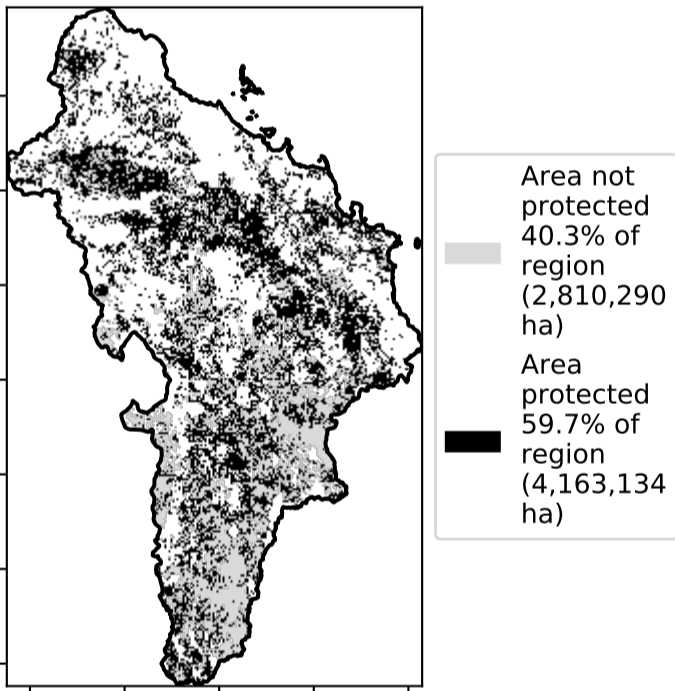 Area not
protected
40.3% of
region
(2,810,290
ha)
Area
protected
59.7% of
region
(4,163,134
ha)